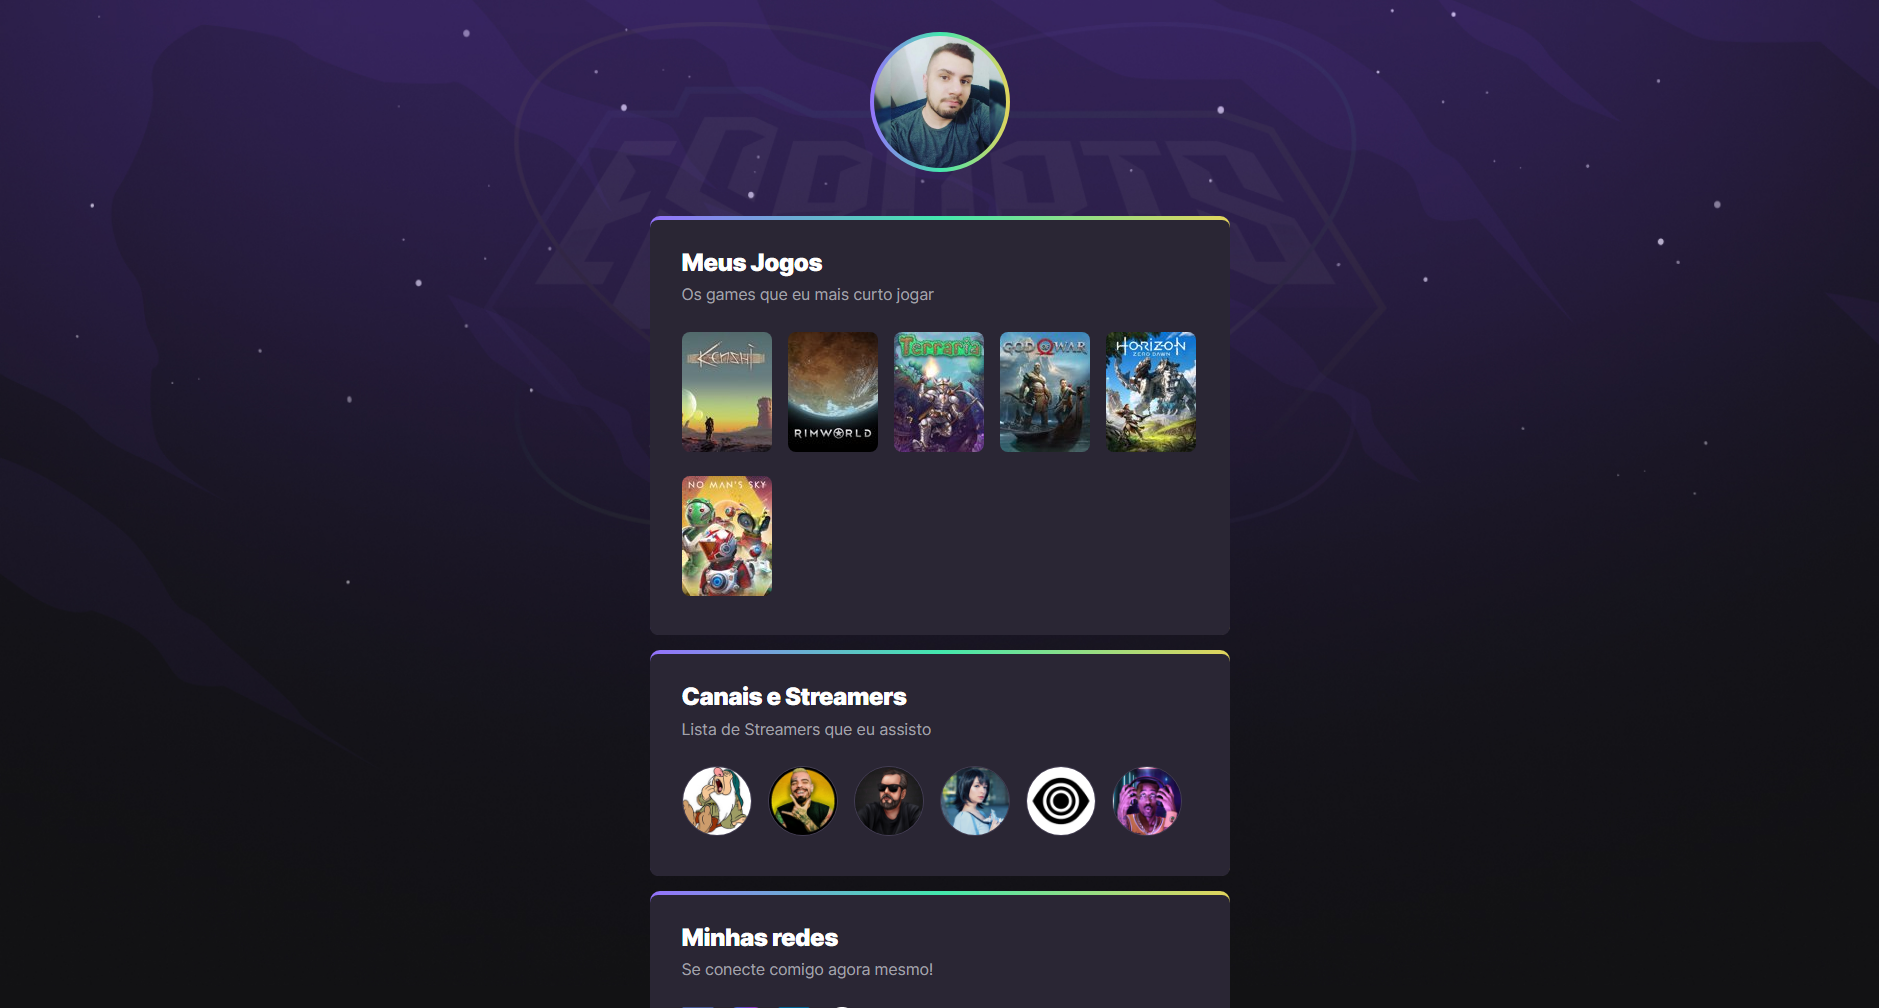 ESPORTS
Meus Jogos
Os games que eu mais curto jogar
KENSHI
RIMWORLD
Terraria
GOD OF WAR
HORIZON
ZERO DAWN
NO MAN'S SKY
Canais e Streamers
Lista de Streamers que eu assisto
Minhas redes
Se conecte comigo agora mesmo!